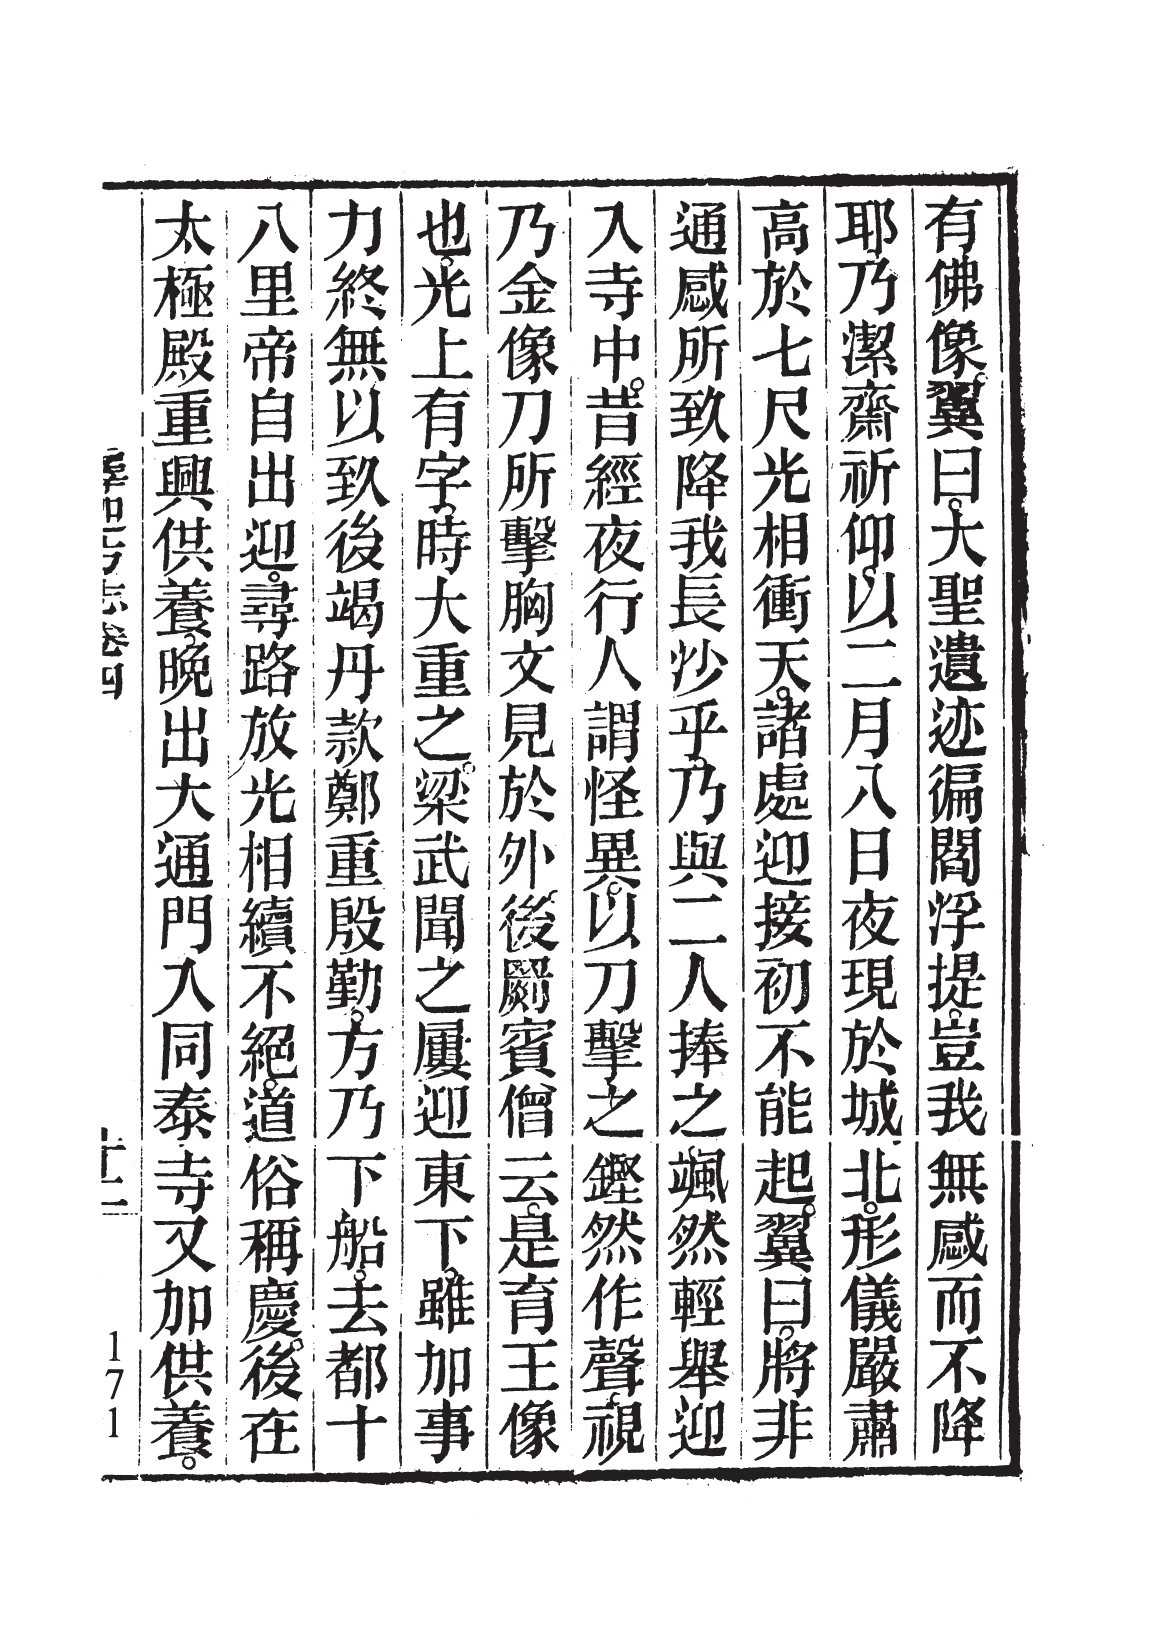 有佛像翼曰。大聖遺迹徧閻浮提。豈我無感而不降
耶。乃潔齋祈仰。以二月八日夜現於城北。形儀嚴肅
高於七尺光相衝天。諸處迎接初不能起。翼曰。將非
通感所致降我長沙乎。乃與二人捧之。颯然輕舉迎
入寺中。昔經夜行人謂怪異。以刀擊之鏗然作聲。視
乃金像刀所擊胸文見於外。後罽賓僧云。是育王像
也。光上有字。時大重之。梁武聞之屢迎東下。雖加事
力終無以致後竭丹款鄭重殷勤。方乃下船。去都十
八里帝自出迎。尋路放光相續不絕。道俗稱慶。後在
太極殿重興供養。晚出大通門入同泰寺又加供養。
志卷四
十二
171